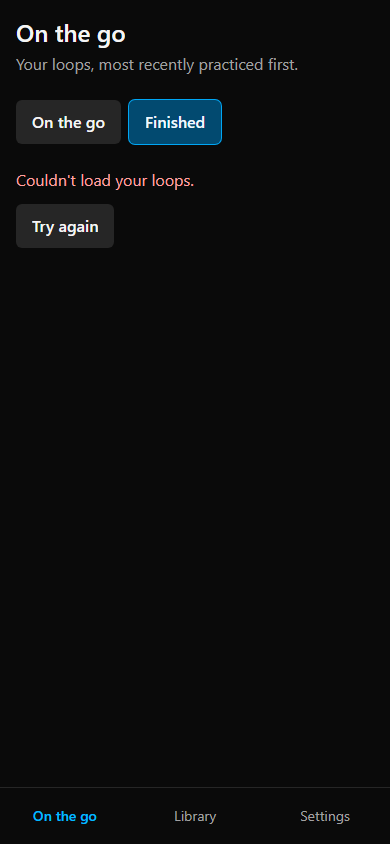 On the go
Your loops, most recently practiced first.
On the go
Finished
Couldn't load your loops.
Try again
On the go
Library
Settings